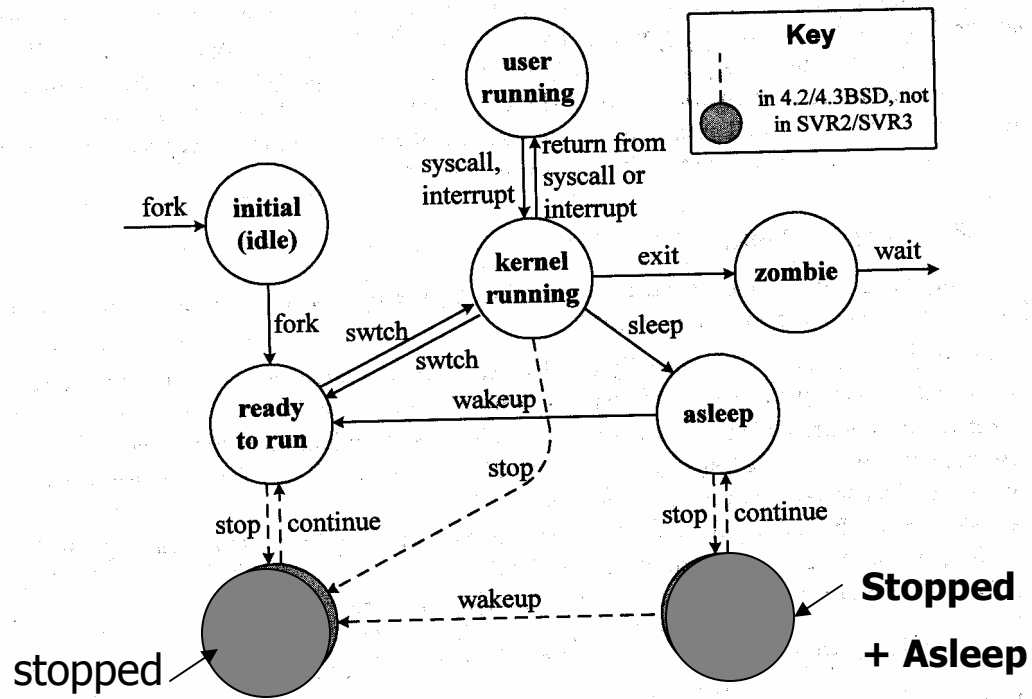 Key
in 4.2/4.3BSD, not
in SVR2/SVR3
user
running
syscall,
interrupt
return from
syscall or
interrupt
fork
initial
(idle)
kernel
running
exit
zombie
wait
fork
swtch
swtch
sleep
ready
to run
wakeup
asleep
stop
stop
continue
stop
continue
wakeup
stopped
Stopped
+ Asleep